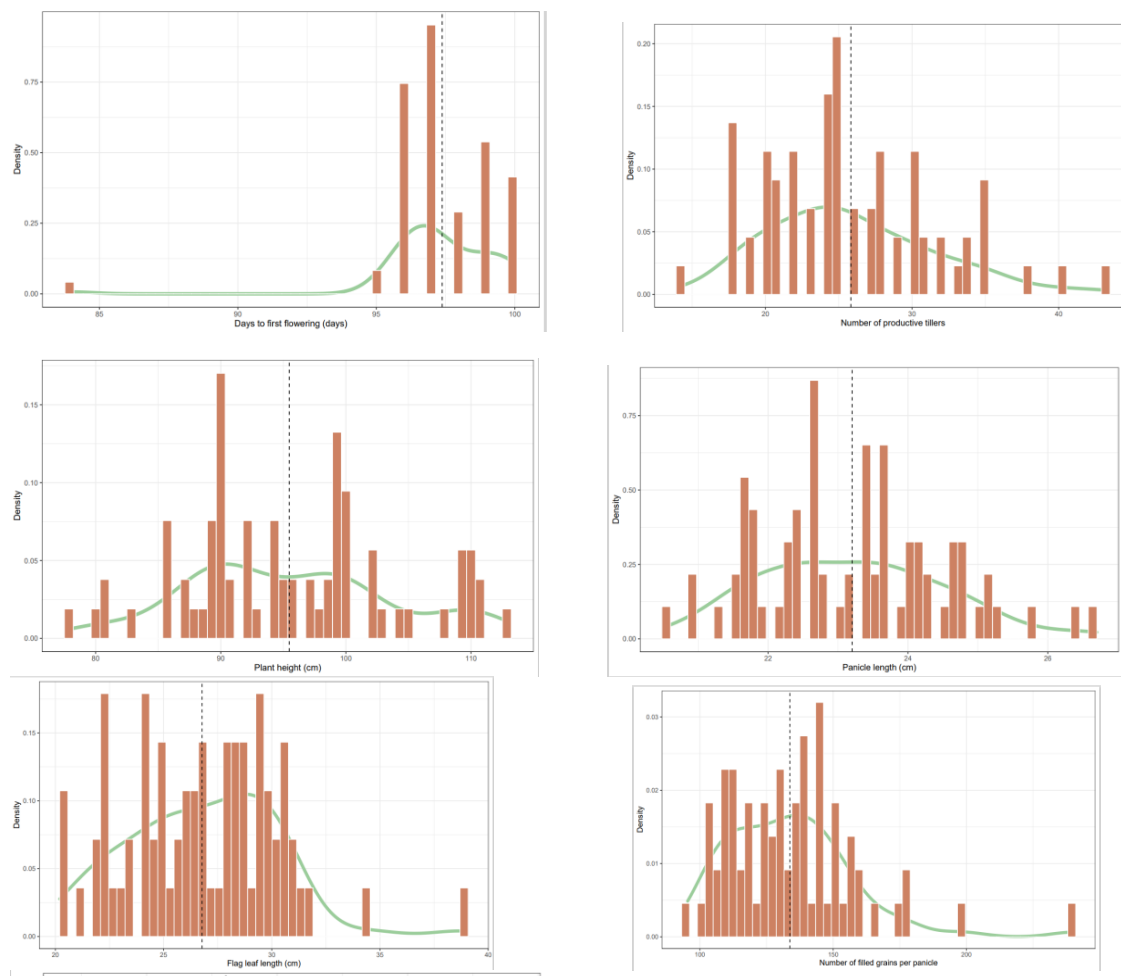 0.75
0.50
0.25
0.00
Density
85 90 95 100
Days to first flowering (days)
0.20
0.15
0.10
0.05
0.00
Density
20 30 40
Number of productive tillers
0.15
0.10
0.05
0.00
Density
80 90 100 110
Plant height (cm)
0.75
0.50
0.25
0.00
Density
22 24 26
Panicle length (cm)
0.15
0.10
0.05
0.00
Density
20 25 30 35 40
Flag leaf length (cm)
0.03
0.02
0.01
0.00
Density
100 150 200
Number of filled grains per panicle